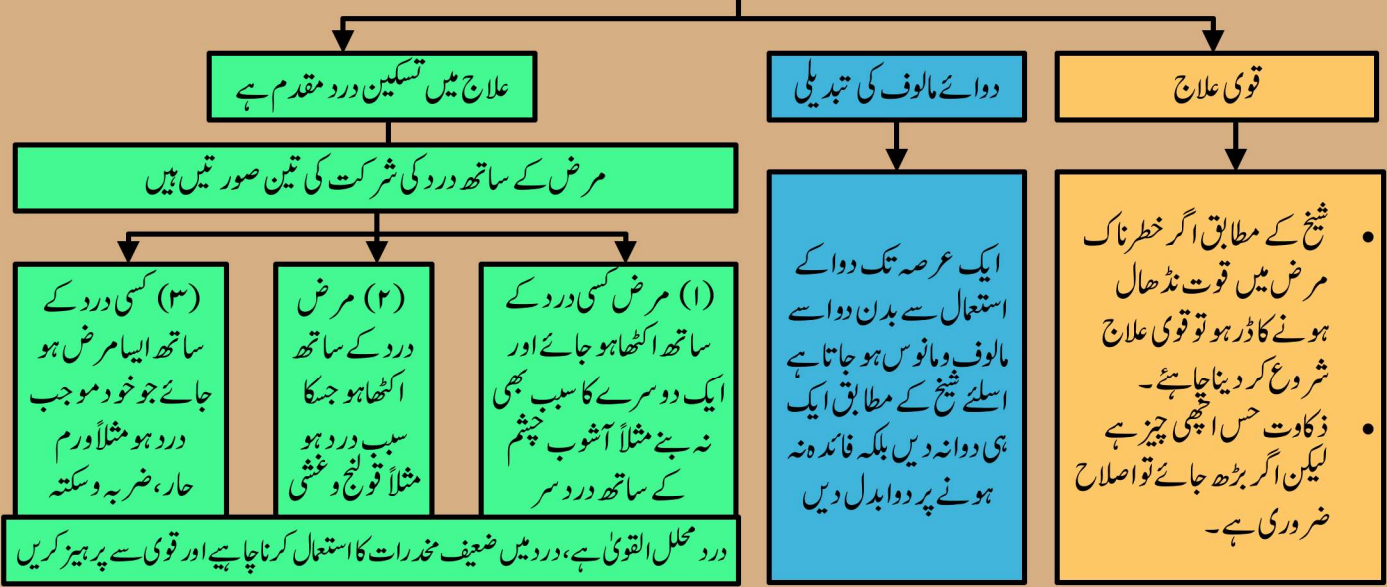 قوی علاج
دوائے مالوف کی تبدیلی
علاج میں تسکین درد مقدم ہے
• شیخ کے مطابق اگر خطرناک
مرض میں قوت نڈھال
ہونے کا ڈر ہو تو قوی علاج
شروع کر دینا چاہئے۔
• ذکاوت حس اچھی چیز ہے
لیکن اگر بڑھ جائے تو اصلاح
ضروری ہے۔
ایک عرصہ تک دوا کے
استعمال سے بدن دوا سے
مالوف و مانوس ہو جاتا ہے
اسلئے شیخ کے مطابق ایک
ہی دوا نہ دیں بلکہ فائدہ نہ
ہونے پر دوا بدل دیں
مرض کے ساتھ درد کی شرکت کی تین صورتیں ہیں
(۱) مرض کسی درد کے
ساتھ اکٹھا ہو جائے اور
ایک دوسرے کا سبب بھی
نہ بنے مثلاً آشوب چشم
کے ساتھ درد سر
(۲) مرض
درد کے ساتھ
اکٹھا ہو جسکا
سبب درد ہو
مثلاً قولنج و غشی
(۳) کسی درد کے
ساتھ ایسا مرض ہو
جائے جو خود موجب
درد ہو مثلاً ورم
حار، ضربہ و سکتہ
درد محلل القویٰ ہے، درد میں ضعیف مخدرات کا استعمال کرنا چاہیے اور قوی سے پرہیز کریں